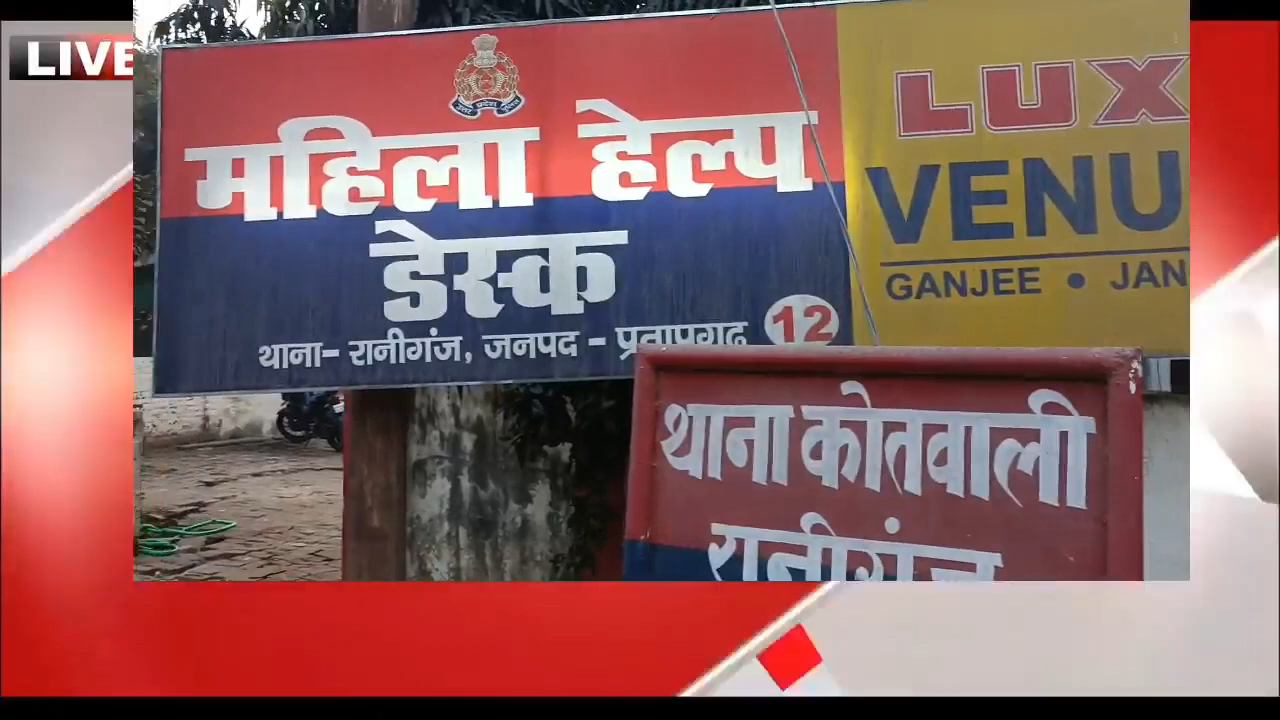 LIVE
महिला हेल्प
डेस्क
थाना- रानीगंज, जनपद - प्रतापगढ़
12
LUX
VENU
GANJEE • JAN
थाना कोतवाली
रानीगंज